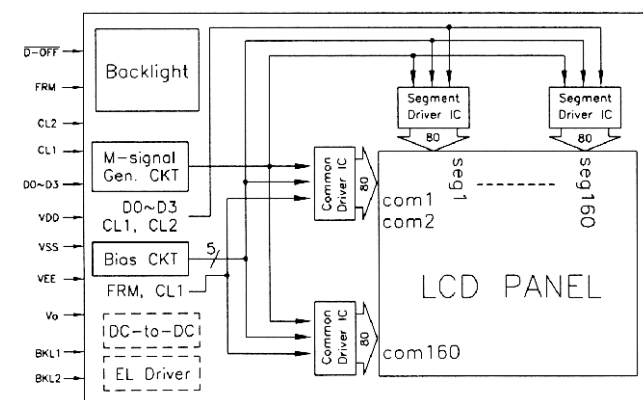 D-OFF
FRM
CL2
CL1
D0~D3
VDD
VSS
VEE
Vo
BKL1
BKL2
Backlight
M-signal
Gen. CKT
D0~D3
CL1, CL2
Bias CKT
5
FRM, CL1
DC-to-DC
EL Driver
Common
Driver IC
80
Common
Driver IC
80
Segment
Driver IC
80
Segment
Driver IC
80
seg1
seg160
com1
com2
LCD PANEL
com160